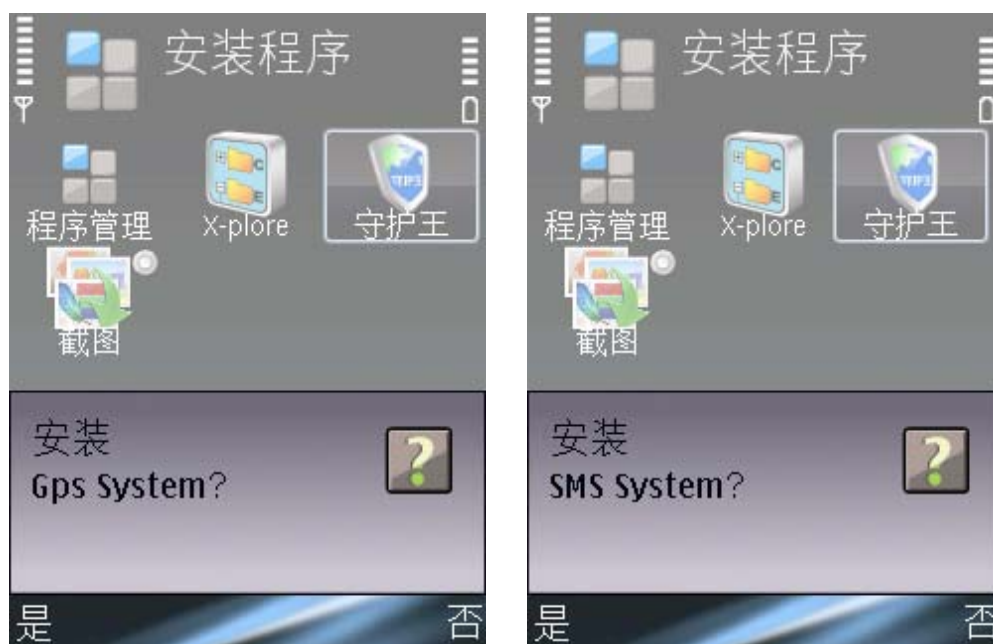 安装程序
程序管理
X-plore
守护王
截图
安装
Gps System?
是
否
安装程序
程序管理
X-plore
守护王
截图
安装
SMS System?
是
否